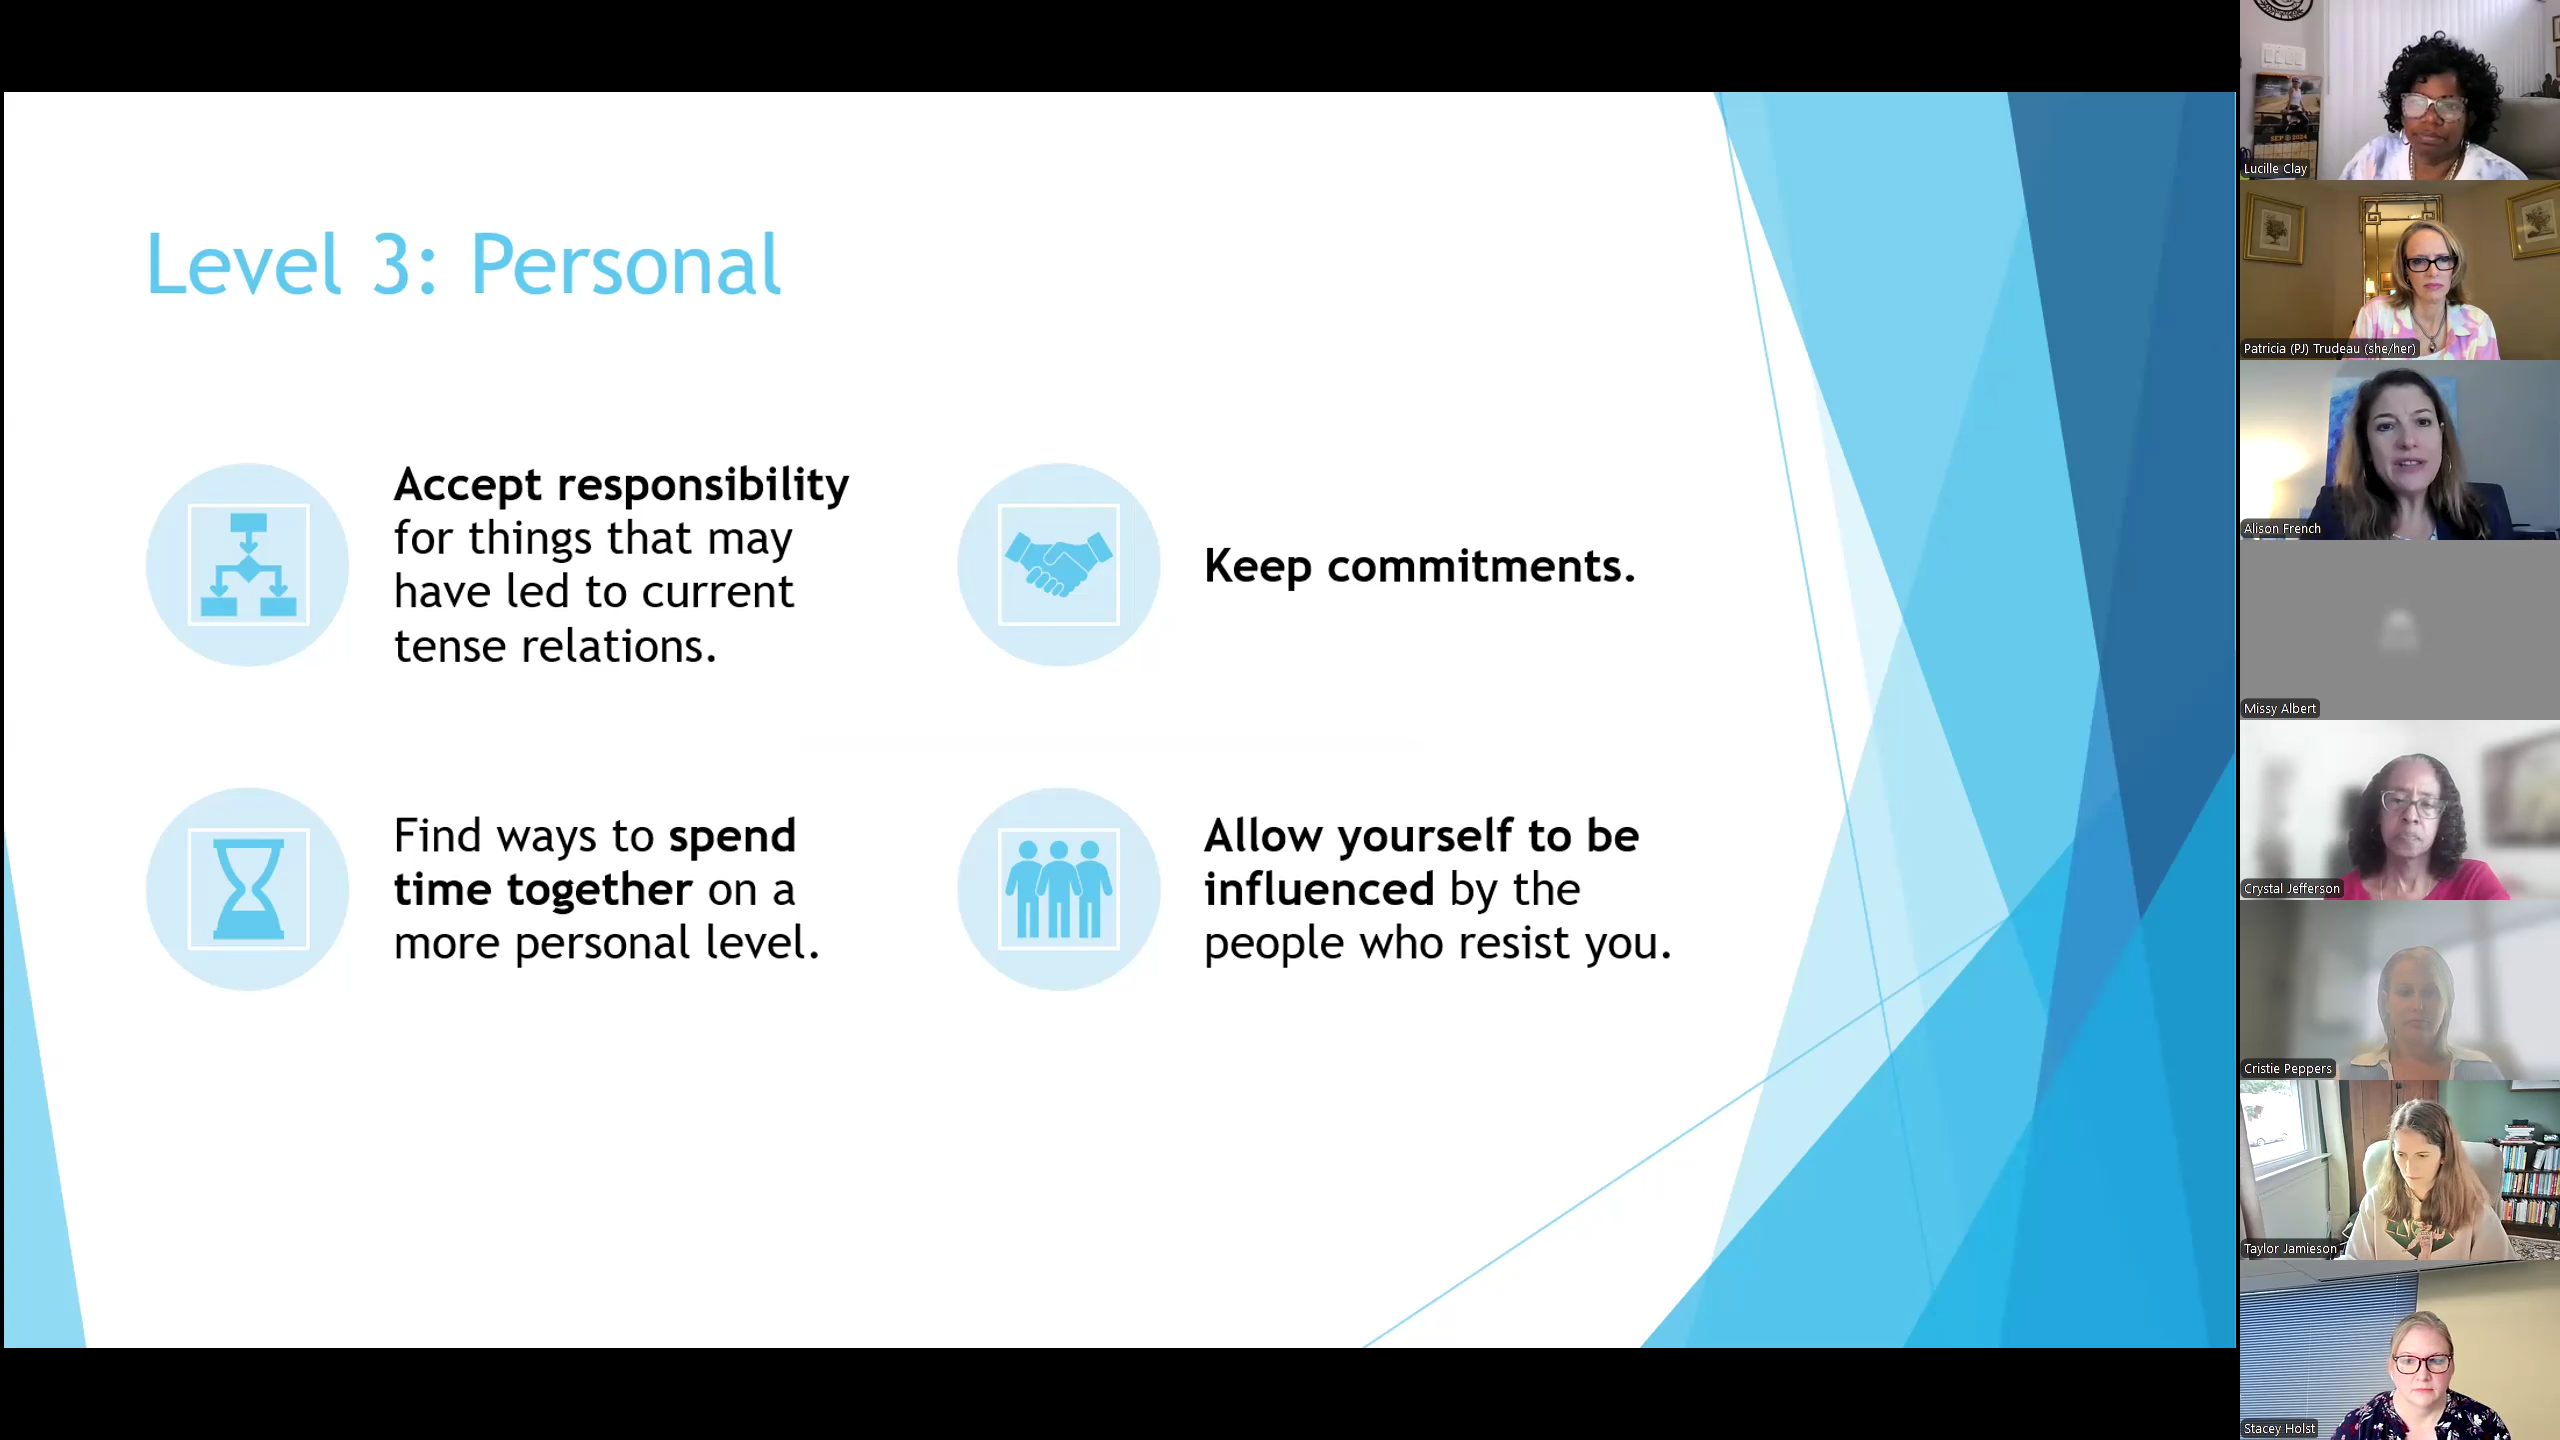 Level 3: Personal
Accept responsibility
for things that may
have led to current
tense relations.
Keep commitments.
Find ways to spend
time together on a
more personal level.
Allow yourself to be
influenced by the
people who resist you.
SEP 2024
Lucille Clay
Patricia (PJ) Trudeau (she/her)
Alison French
Missy Albert
Crystal Jefferson
Cristie Peppers
Taylor Jamieson
Stacey Holst